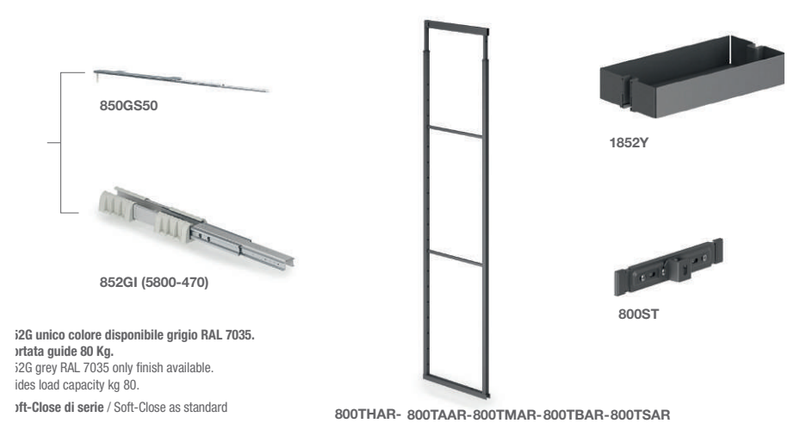 850GS50
852GI (5800-470)
52G unico colore disponibile grigio RAL 7035.
ortata guide 80 Kg.
52G grey RAL 7035 only finish available.
ides load capacity kg 80.
oft-Close di serie / Soft-Close as standard
800THAR- 800TAAR-800TMAR-800TBAR-800TSAR
1852Y
800ST